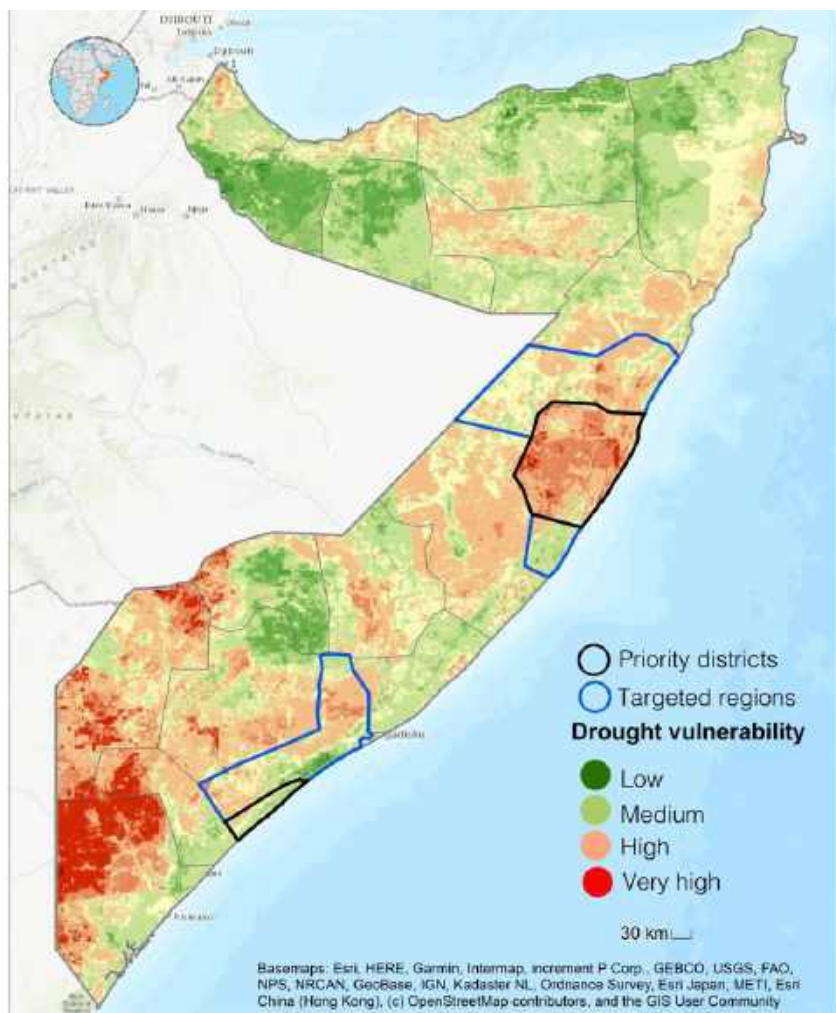 DJIBOUTI
Djibouti
Priority districts
Targeted regions
Drought vulnerability
Low
Medium
High
Very high
30 km
Basemaps: Esri, HERE, Garmin, Intermap, increment P Corp., GEBCO, USGS, FAO,
NPS, NRCAN, GeoBase, IGN, Kadaster NL, Ordnance Survey, Esri Japan, METI, Esri
China (Hong Kong), (c) OpenStreetMap contributors, and the GIS User Community